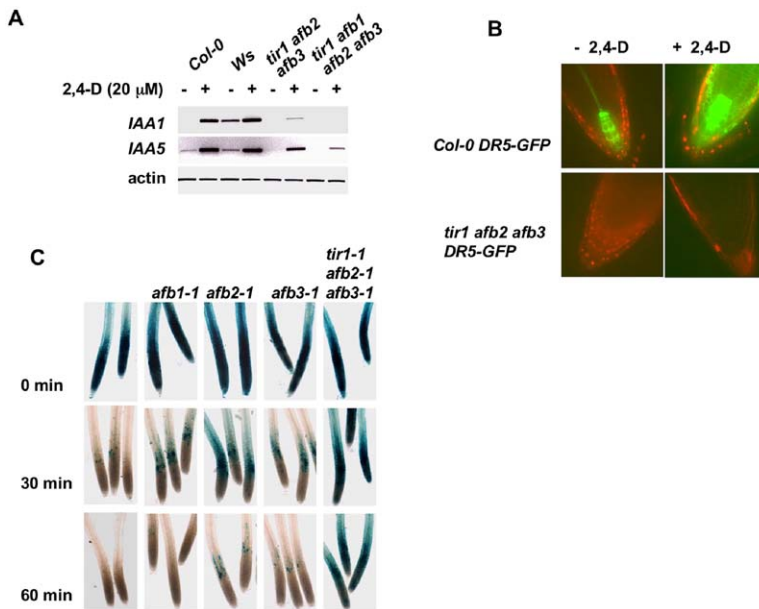 A
Col-0
Ws
tir1 afb2
afb3
tir1 afb1
afb2 afb3
2,4-D (20 μM) - + - + - + - +
IAA1
IAA5
actin
B
- 2,4-D + 2,4-D
Col-0 DR5-GFP
tir1 afb2 afb3
DR5-GFP
C
tir1-1
afb2-1
afb1-1 afb2-1 afb3-1 afb3-1
0 min
30 min
60 min